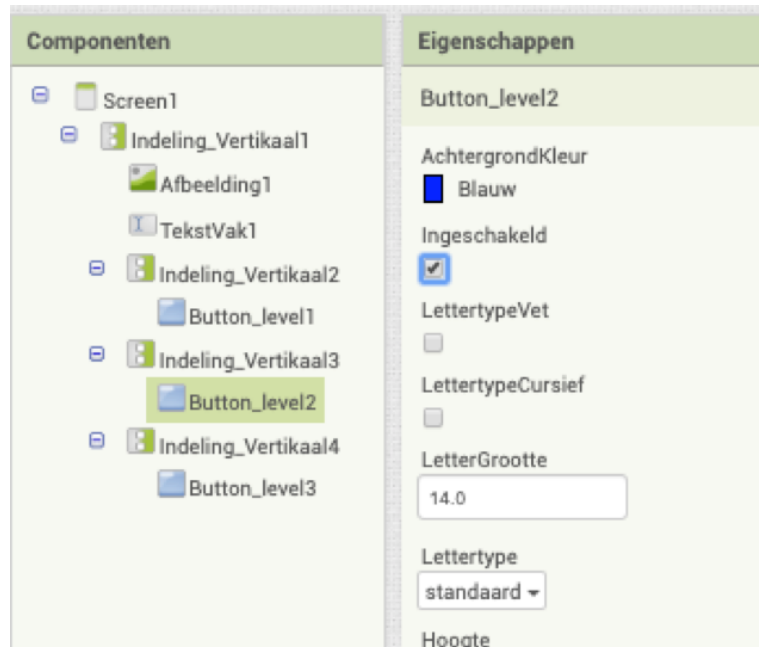 Componenten
Screen1
Indeling_Vertikaal1
Afbeelding1
TekstVak1
Indeling_Vertikaal2
Button_level1
Indeling_Vertikaal3
Button_level2
Indeling_Vertikaal4
Button_level3
Eigenschappen
Button_level2
AchtergrondKleur
Blauw
Ingeschakeld
LettertypeVet
LettertypeCursief
LetterGrootte
14.0
Lettertype
standaard
Hoogte